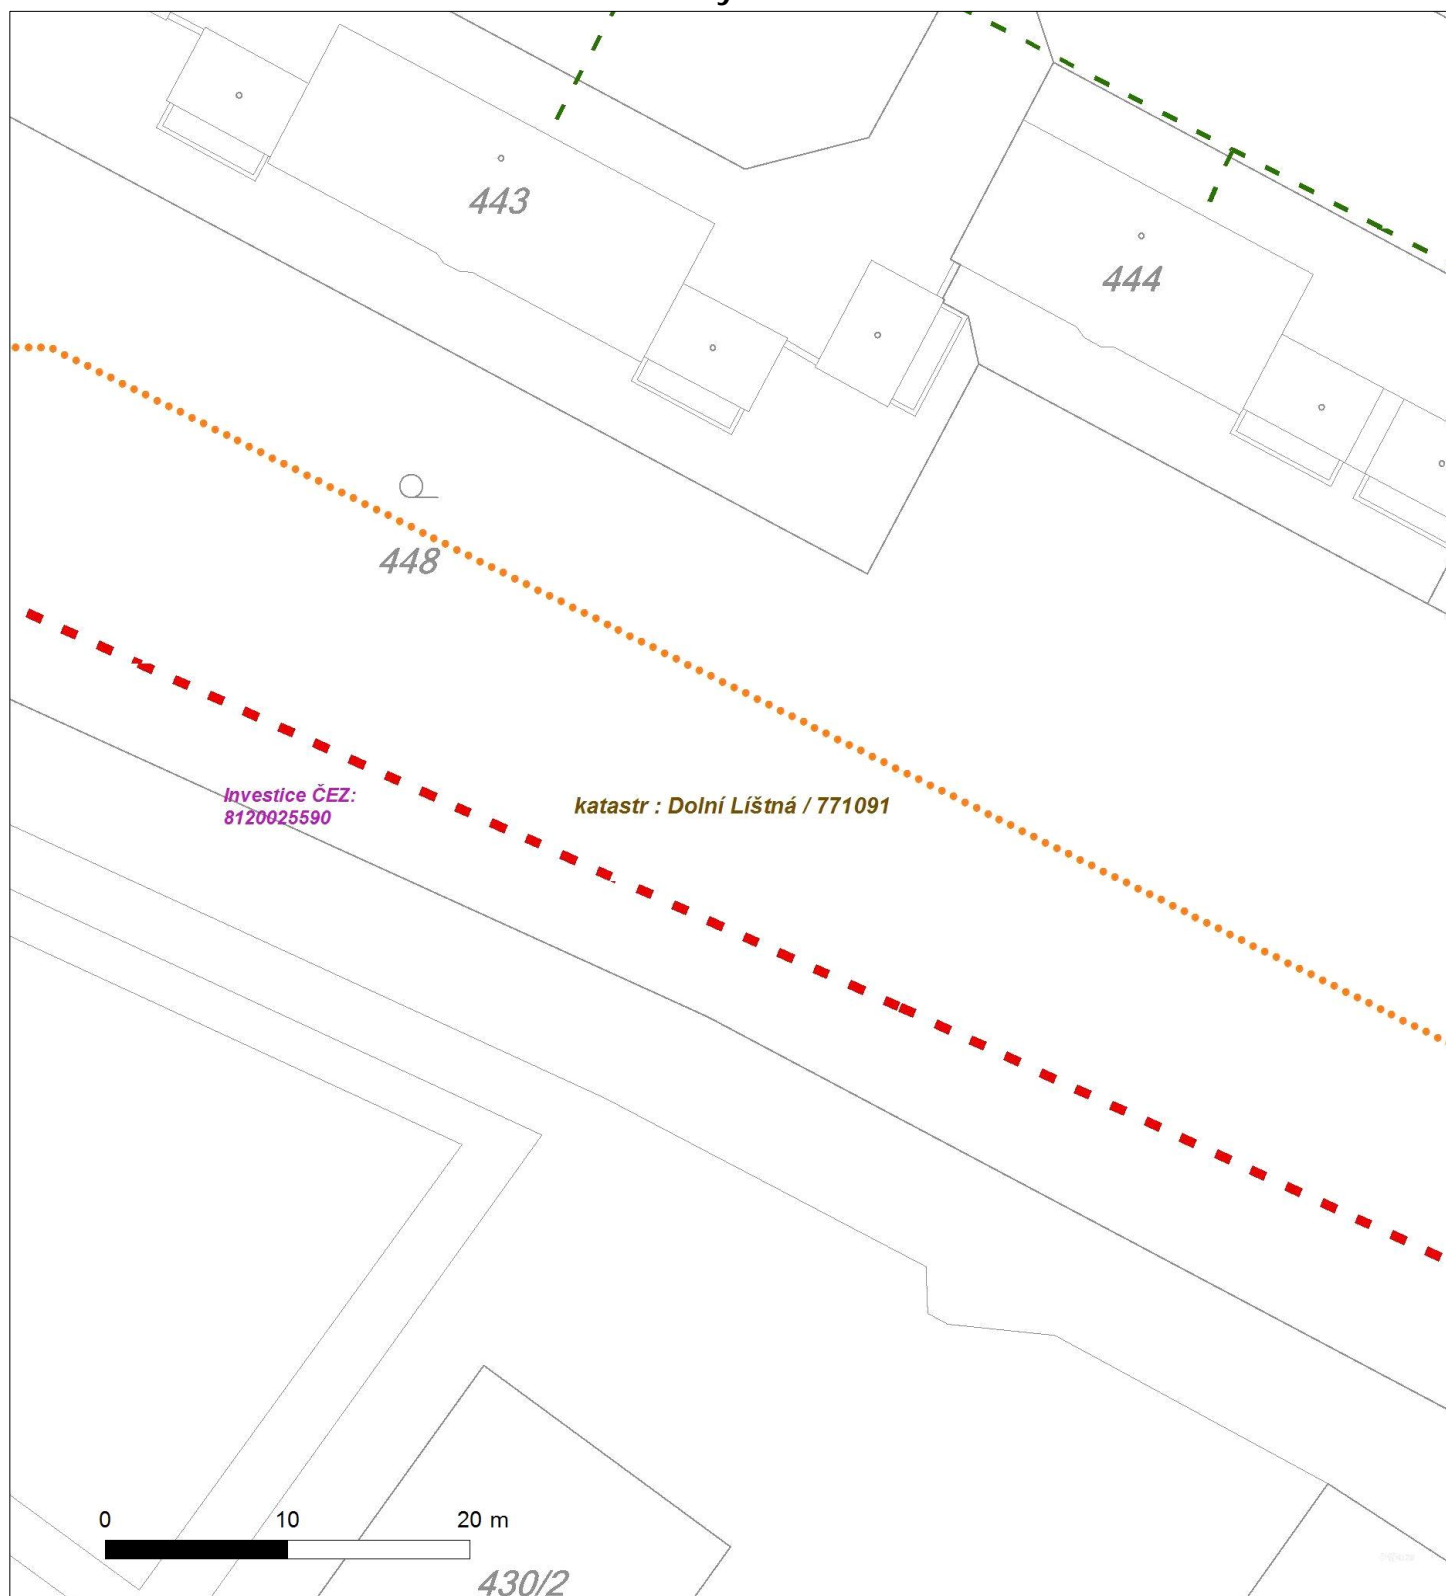 443
444
448
Investice ČEZ:
8120025590
katastr : Dolní Líštná / 771091
0 10 20 m
430/2